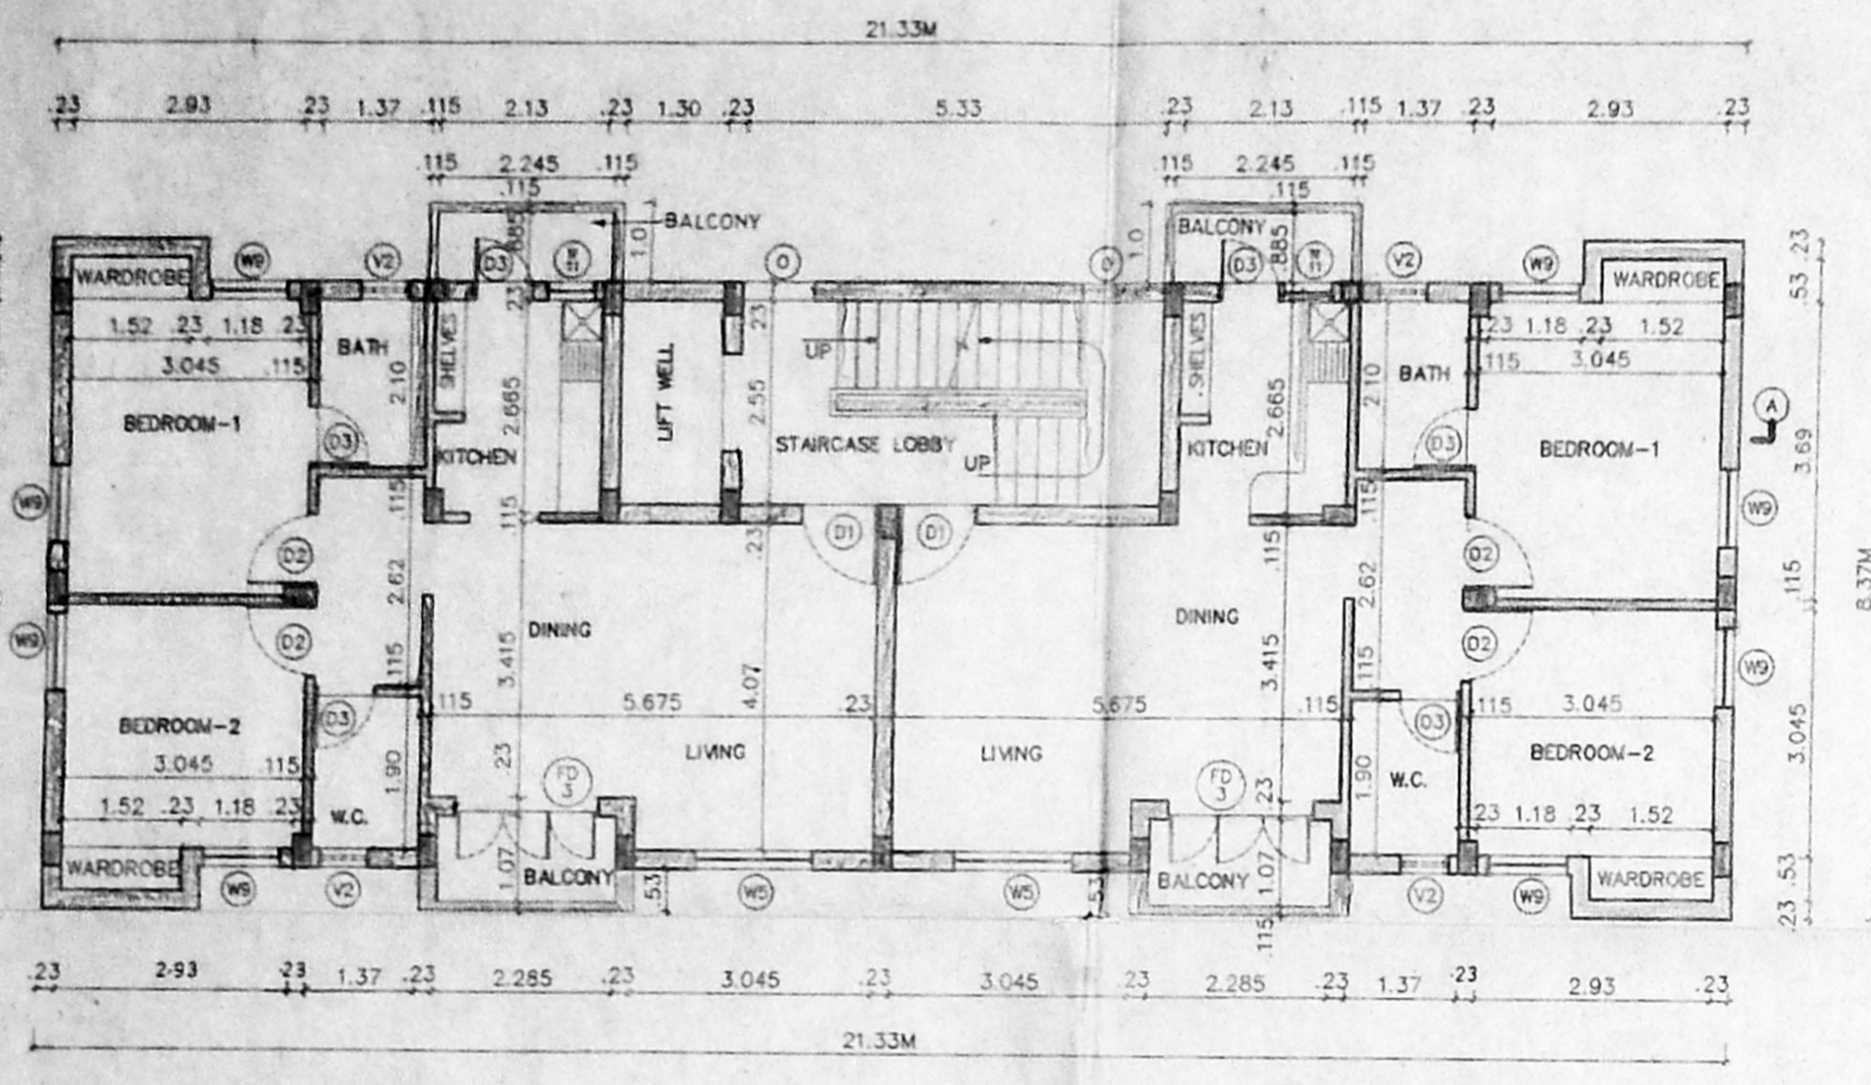 21.33M
.23 2.93 .23 1.37 .115 2.13 .23 1.30 .23 5.33 .23 2.13 .115 1.37 .23 2.93 .23
.115 2.245 .115 .115 2.245 .115
.115 .115
BALCONY BALCONY
.885 1.0 1.0 .885 .23
W9 V2 D3 W11 O O D3 W11 V2 W9
WARDROBE WARDROBE
.53
.23 .23
1.52 .23 1.18 .23 .23 1.18 .23 1.52
BATH SHELVES UP SHELVES
3.045 .115 .115 3.045
2.10 2.665 LIFT WELL 2.55 2.665 2.10 BATH
A
BEDROOM-1 BEDROOM-1
D3 KITCHEN STAIRCASE LOBBY KITCHEN D3
UP
3.69
W9 W9
.115 .115 .115
D1 D1
.23 .115
D2 D2
2.62 2.62 .115 8.37M
DINING DINING
W9 D2 D2 W9
.115 3.415 4.07 3.415 .115
.115 5.675 .23 5.675 .115 .115 3.045
BEDROOM-2 D3 D3
LIVING LIVING BEDROOM-2
3.045 .115 1.90 .23 FD3 FD3 .23 1.90 W.C. 3.045
1.52 .23 1.18 .23 W.C. .23 1.18 .23 1.52
WARDROBE 1.07 BALCONY BALCONY 1.07 WARDROBE .53
W9 V2 .53 W5 W5 .53 V2 W9
.23
.115
.23 2.93 .23 1.37 .23 2.285 .23 3.045 .23 3.045 .23 2.285 .23 1.37 .23 2.93 .23
21.33M